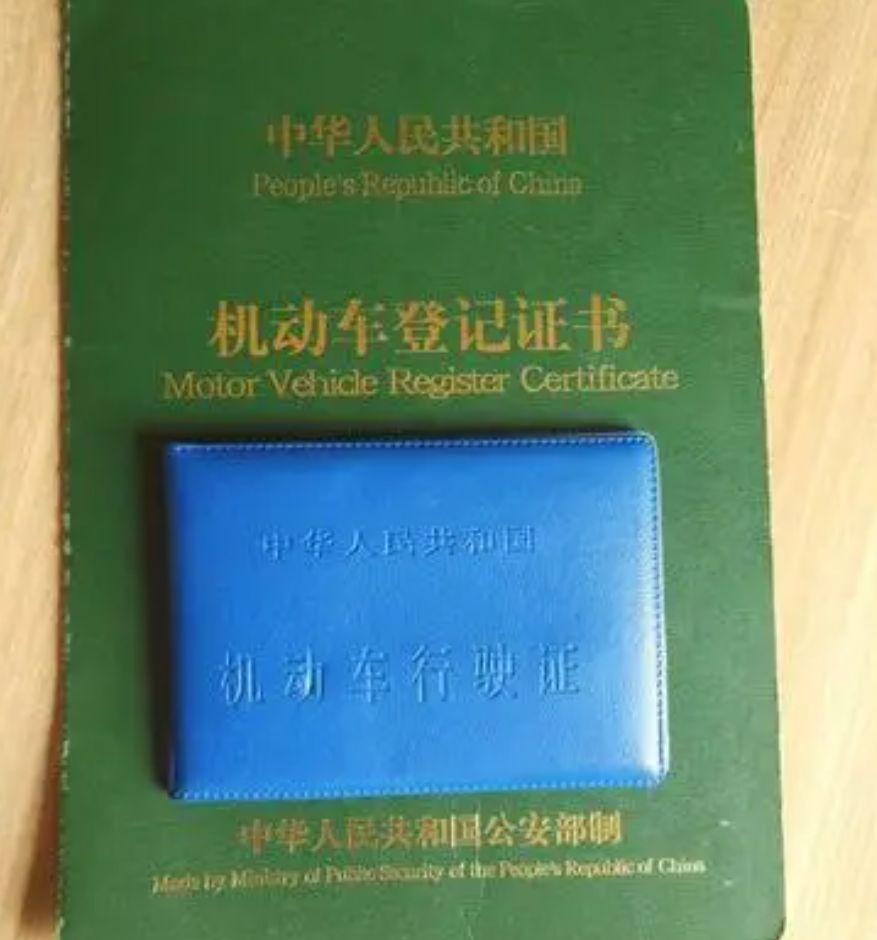 中华人民共和国
People's Republic of China
机动车登记证书
Motor Vehicle Register Certificate
中华人民共和国
机动车行驶证
中华人民共和国公安部制
Made by Ministry of Public Security of the People's Republic of China